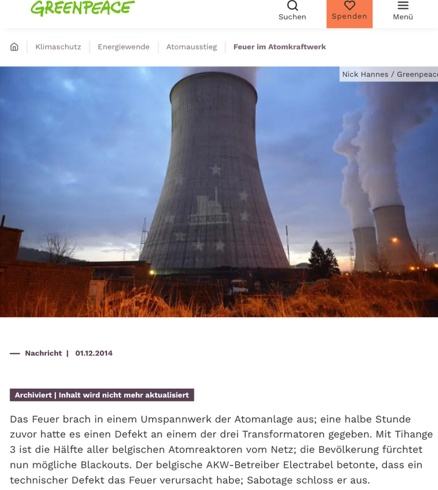 GREENPEACE
Suchen
Spenden
Menü
Klimaschutz Energiewende Atomausstieg Feuer im Atomkraftwerk
Nick Hannes / Greenpeace
Nachricht | 01.12.2014
Archiviert | Inhalt wird nicht mehr aktualisiert
Das Feuer brach in einem Umspannwerk der Atomanlage aus; eine halbe Stunde
zuvor hatte es einen Defekt an einem der drei Transformatoren gegeben. Mit Tihange
3 ist die Hälfte aller belgischen Atomreaktoren vom Netz; die Bevölkerung fürchtet
nun mögliche Blackouts. Der belgische AKW-Betreiber Electrabel betonte, dass ein
technischer Defekt das Feuer verursacht habe; Sabotage schloss er aus.